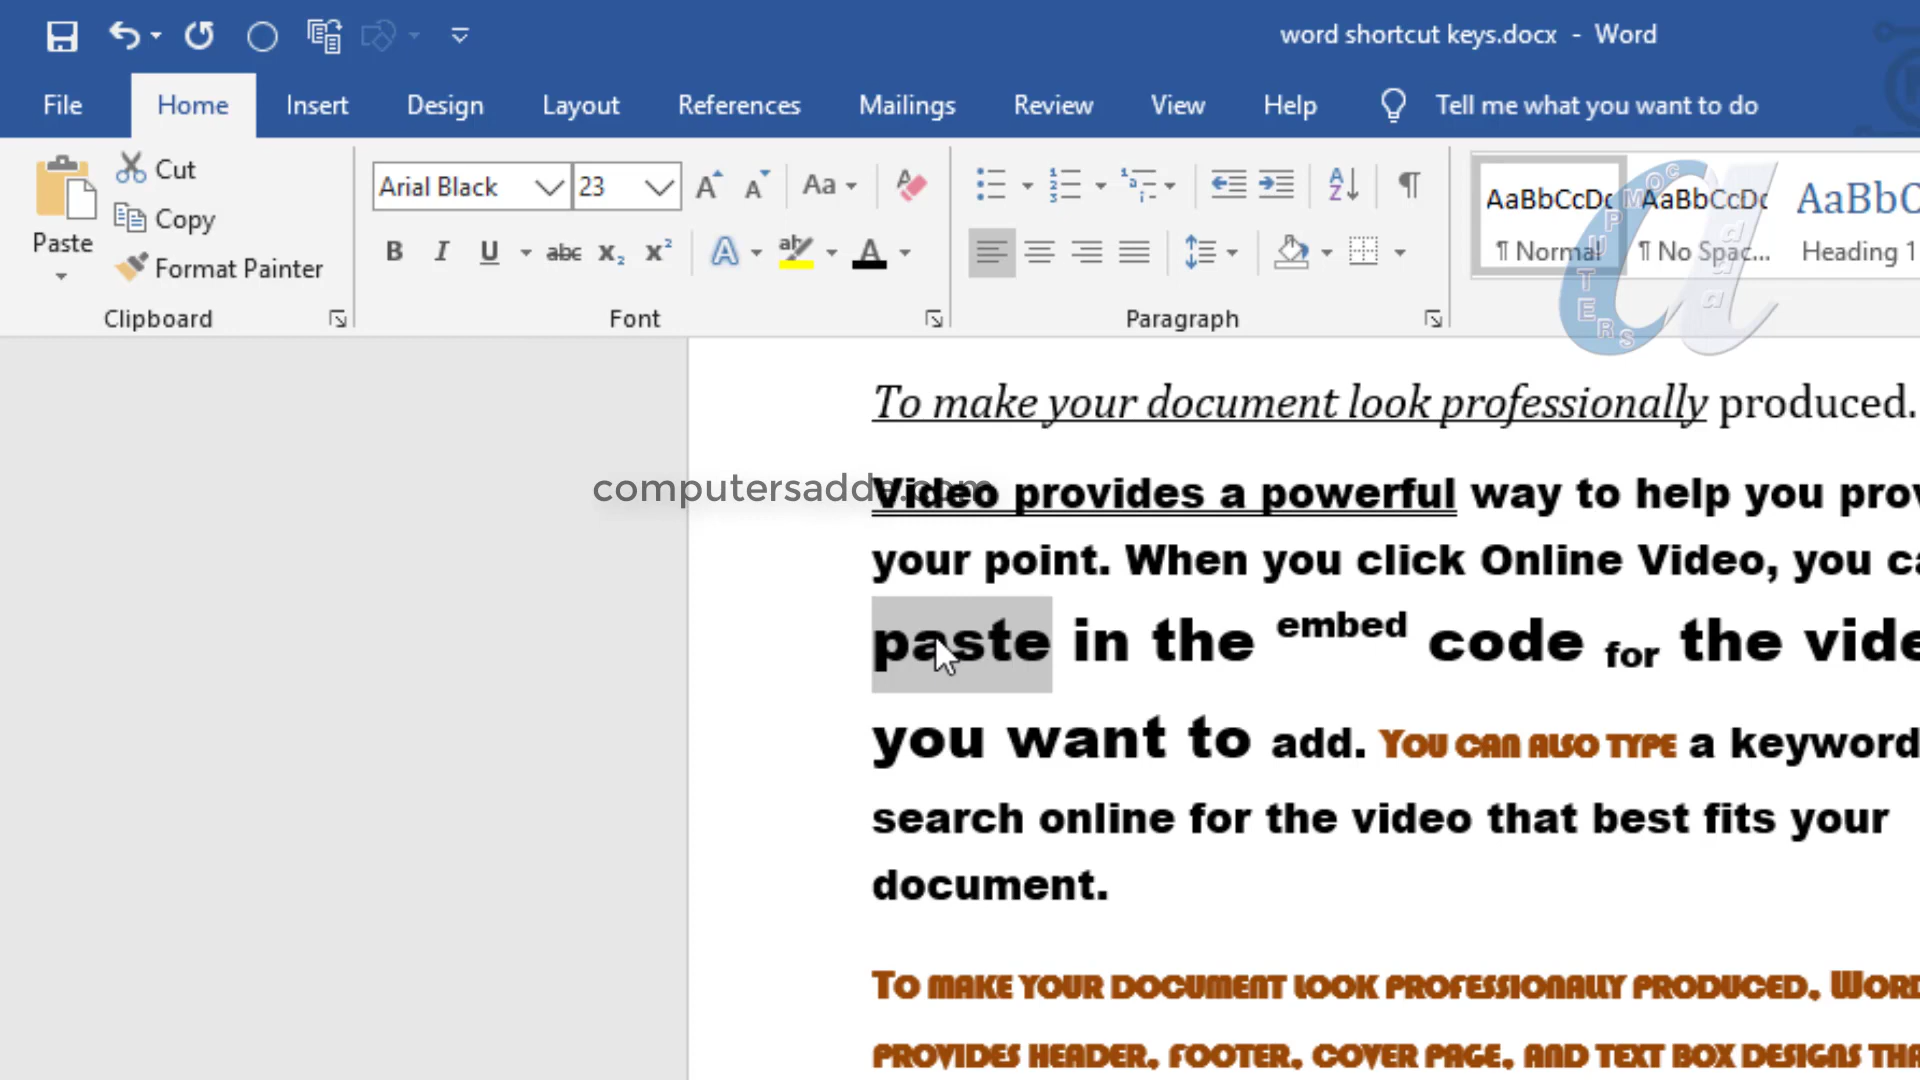 word shortcut keys.docx - Word
File Home Insert Design Layout References Mailings Review View Help Tell me what you want to do
Paste
Cut
Copy
Format Painter
Clipboard
Arial Black 23
Aa
B I U abc x₂ x² A ab A
Font
A Z
Paragraph
AaBbCcDc AaBbCcDc AaBbC
¶ Normal ¶ No Spac... Heading 1
COMPUTERS adda
computersadda.com
To make your document look professionally produced.
Video provides a powerful way to help you prov
your point. When you click Online Video, you ca
paste in the embed code for the vide
you want to add. You can also type a keyword
search online for the video that best fits your
document.
To make your document look professionally produced, Word
provides header, footer, cover page, and text box designs tha